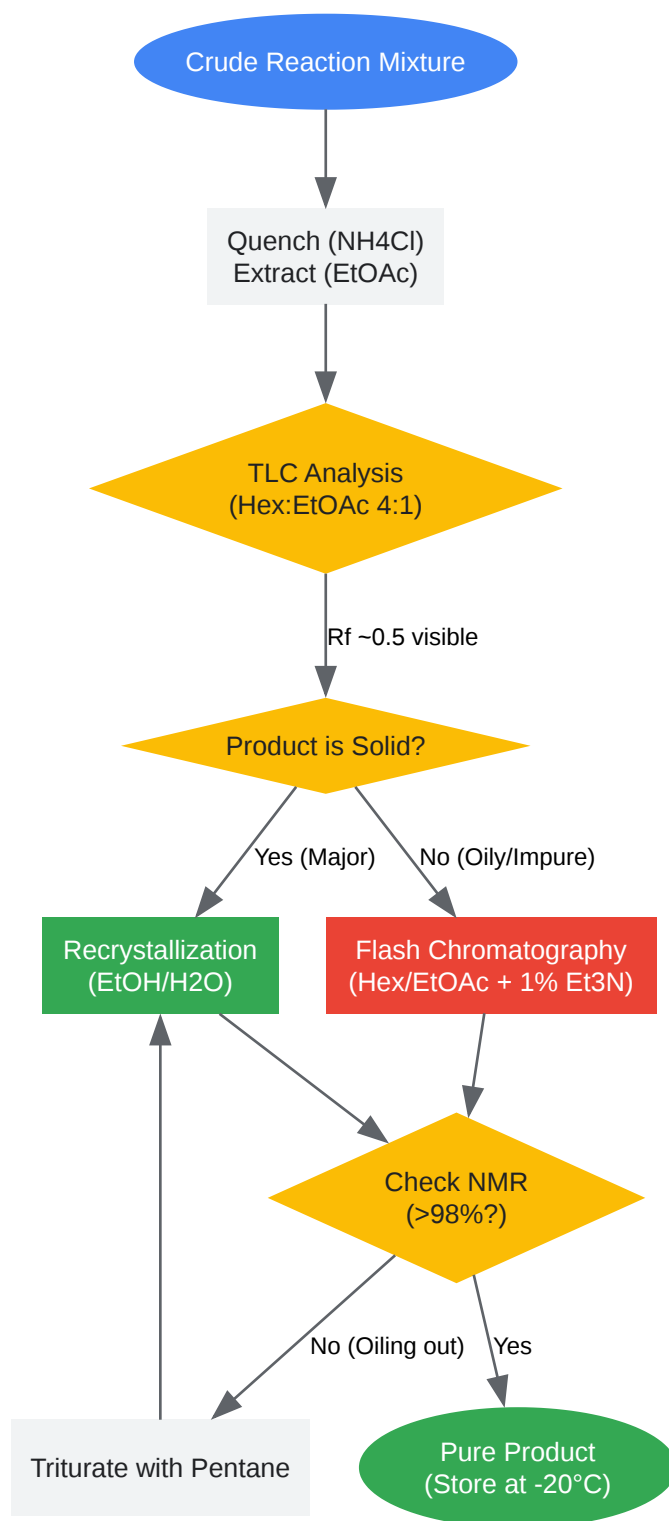 Crude Reaction Mixture
Quench (NH4Cl)
Extract (EtOAc)
TLC Analysis
(Hex:EtOAc 4:1)
Rf ~0.5 visible
Product is Solid?
Yes (Major)
No (Oily/Impure)
Recrystallization
(EtOH/H2O)
Flash Chromatography
(Hex/EtOAc + 1% Et3N)
Check NMR
(>98%?)
No (Oiling out)
Yes
Triturate with Pentane
Pure Product
(Store at -20°C)